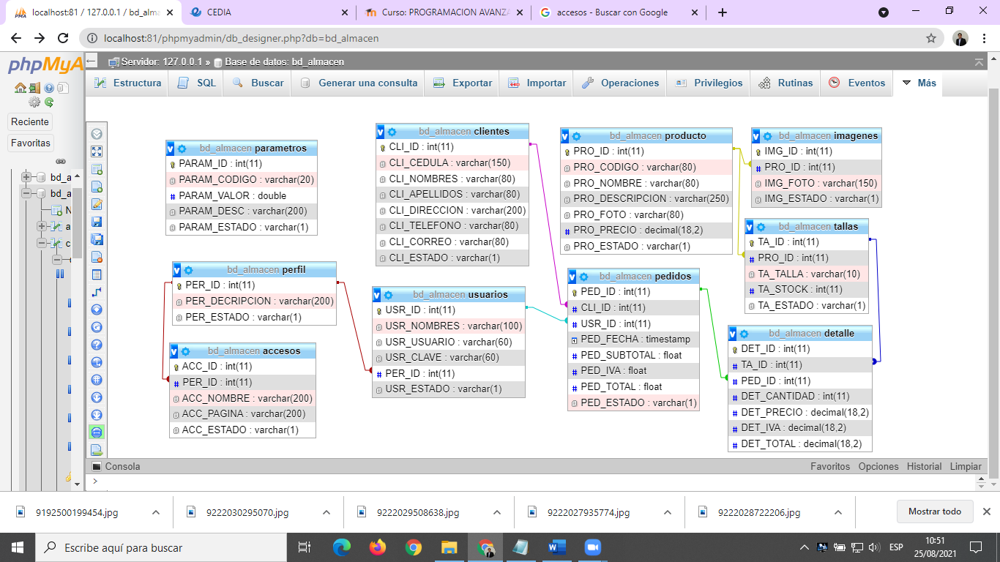 localhost:81 / 127.0.0.1 / bd_alma
CEDIA
Curso: PROGRAMACION AVANZA
accesos - Buscar con Google
localhost:81/phpmyadmin/db_designer.php?db=bd_almacen
phpMyA
Reciente
Favoritas
bd_a
bd_a
N
a
c
Servidor: 127.0.0.1 » Base de datos: bd_almacen
Estructura
SQL
Buscar
Generar una consulta
Exportar
Importar
Operaciones
Privilegios
Rutinas
Eventos
Más
bd_almacen parametros
PARAM_ID : int(11)
PARAM_CODIGO : varchar(20)
PARAM_VALOR : double
PARAM_DESC : varchar(200)
PARAM_ESTADO : varchar(1)
bd_almacen perfil
PER_ID : int(11)
PER_DECRIPCION : varchar(200)
PER_ESTADO : varchar(1)
bd_almacen accesos
ACC_ID : int(11)
PER_ID : int(11)
ACC_NOMBRE : varchar(200)
ACC_PAGINA : varchar(200)
ACC_ESTADO : varchar(1)
bd_almacen clientes
CLI_ID : int(11)
CLI_CEDULA : varchar(150)
CLI_NOMBRES : varchar(80)
CLI_APELLIDOS : varchar(80)
CLI_DIRECCION : varchar(200)
CLI_TELEFONO : varchar(80)
CLI_CORREO : varchar(80)
CLI_ESTADO : varchar(1)
bd_almacen usuarios
USR_ID : int(11)
USR_NOMBRES : varchar(100)
USR_USUARIO : varchar(60)
USR_CLAVE : varchar(60)
PER_ID : int(11)
USR_ESTADO : varchar(1)
bd_almacen producto
PRO_ID : int(11)
PRO_CODIGO : varchar(80)
PRO_NOMBRE : varchar(80)
PRO_DESCRIPCION : varchar(250)
PRO_FOTO : varchar(80)
PRO_PRECIO : decimal(18,2)
PRO_ESTADO : varchar(1)
bd_almacen pedidos
PED_ID : int(11)
CLI_ID : int(11)
USR_ID : int(11)
PED_FECHA : timestamp
PED_SUBTOTAL : float
PED_IVA : float
PED_TOTAL : float
PED_ESTADO : varchar(1)
bd_almacen imagenes
IMG_ID : int(11)
PRO_ID : int(11)
IMG_FOTO : varchar(150)
IMG_ESTADO : varchar(1)
bd_almacen tallas
TA_ID : int(11)
PRO_ID : int(11)
TA_TALLA : varchar(10)
TA_STOCK : int(11)
TA_ESTADO : varchar(1)
bd_almacen detalle
DET_ID : int(11)
TA_ID : int(11)
PED_ID : int(11)
DET_CANTIDAD : int(11)
DET_PRECIO : decimal(18,2)
DET_IVA : decimal(18,2)
DET_TOTAL : decimal(18,2)
Consola
Favoritos Opciones Historial Limpiar
>
9192500199454.jpg
9222030295070.jpg
9222029508638.jpg
9222027935774.jpg
9222028722206.jpg
Mostrar todo
Escribe aquí para buscar
ESP
10:51
25/08/2021